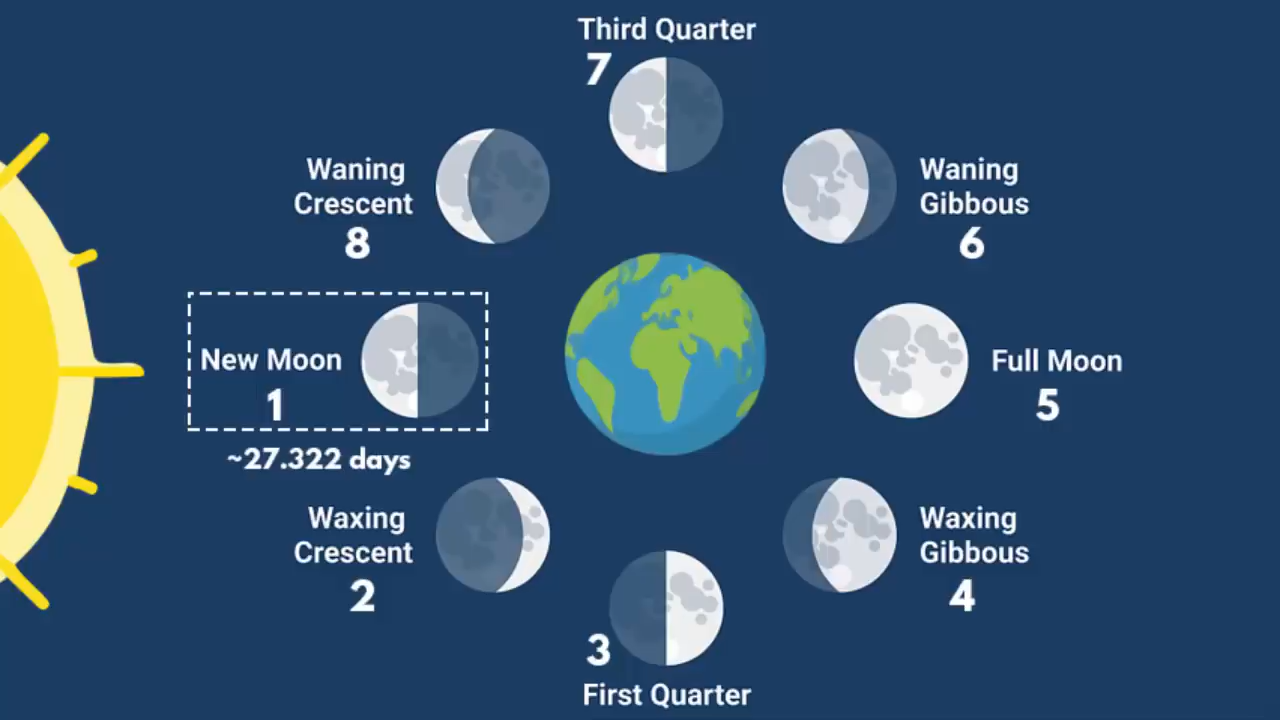 Third Quarter
7
Waning
Crescent
8
Waning
Gibbous
6
New Moon
1
~27.322 days
Full Moon
5
Waxing
Crescent
2
Waxing
Gibbous
4
3
First Quarter